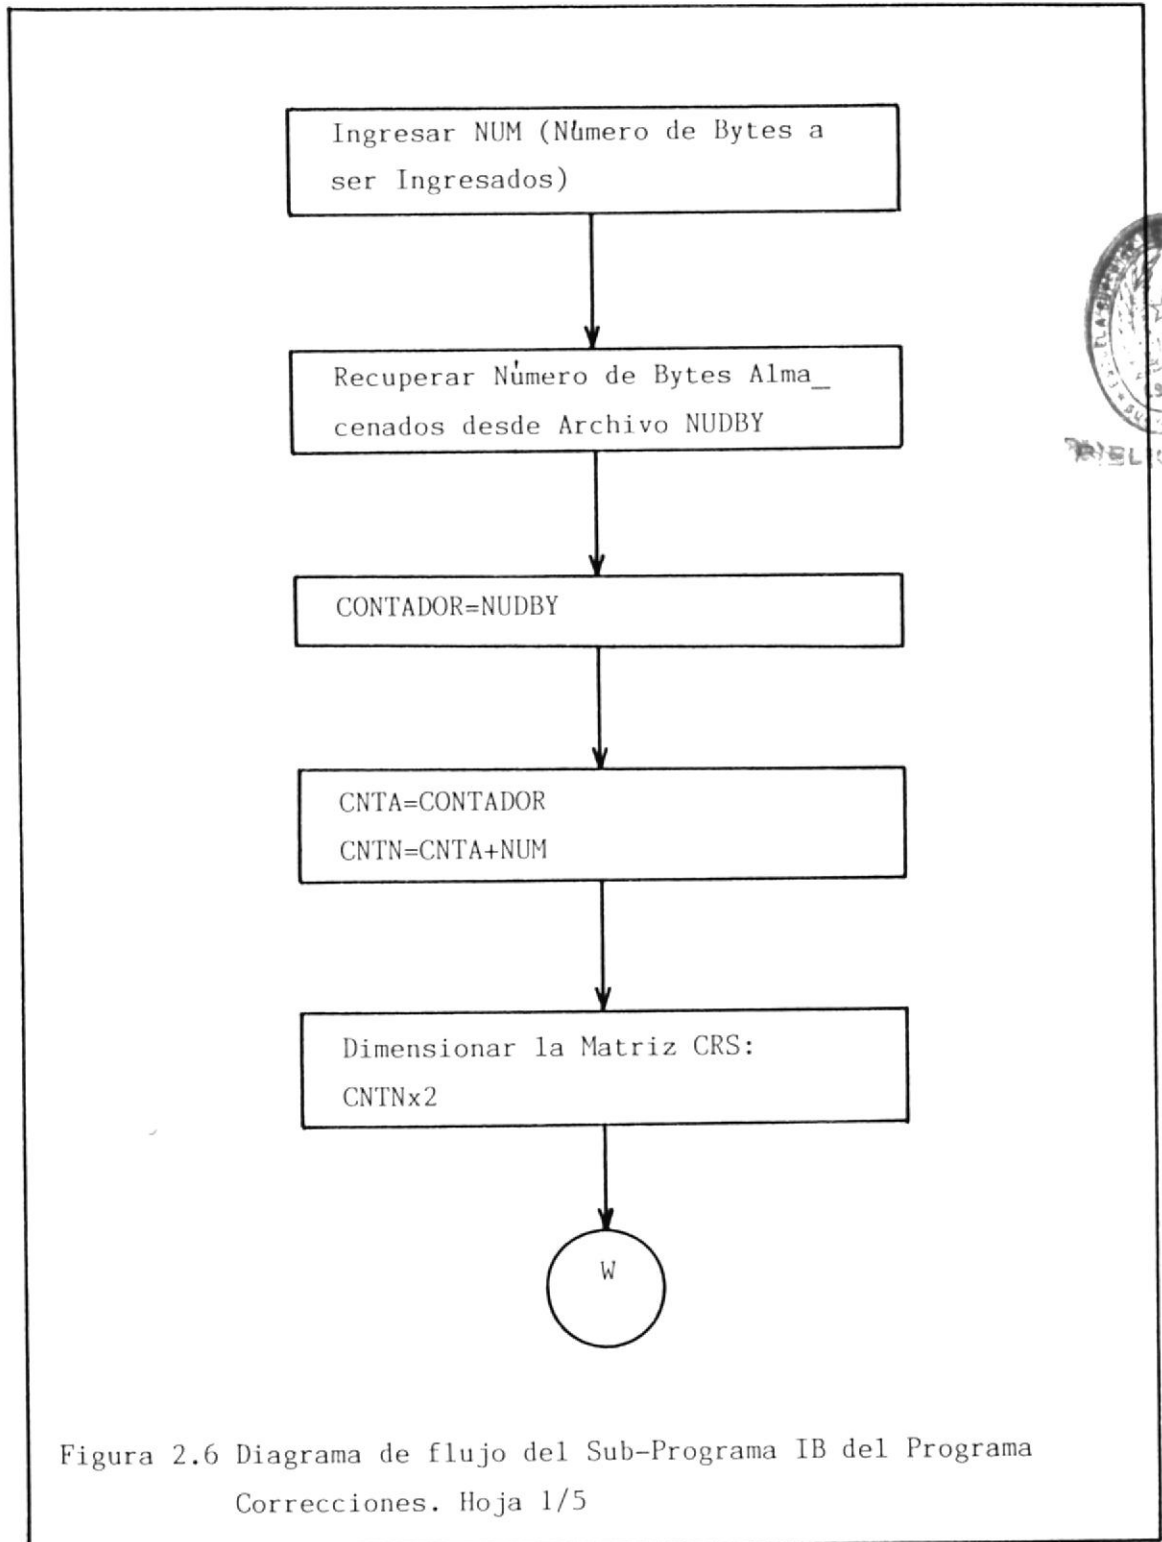 Ingresar NUM (Número de Bytes a
ser Ingresados)
Recuperar Número de Bytes Alma_
cenados desde Archivo NUDBY
CONTADOR=NUDBY
CNTA=CONTADOR
CNTN=CNTA+NUM
Dimensionar la Matriz CRS:
CNTNx2
W
Figura 2.6 Diagrama de flujo del Sub-Programa IB del Programa
Correcciones. Hoja 1/5